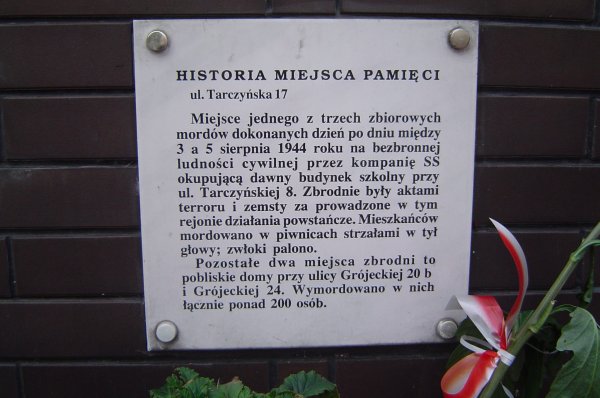 HISTORIA MIEJSCA PAMIĘCI
ul. Tarczyńska 17
Miejsce jednego z trzech zbiorowych
mordów dokonanych dzień po dniu między
3 a 5 sierpnia 1944 roku na bezbronnej
ludności cywilnej przez kompanię SS
okupującą dawny budynek szkolny przy
ul. Tarczyńskiej 8. Zbrodnie były aktami
terroru i zemsty za prowadzone w tym
rejonie działania powstańcze. Mieszkańców
mordowano w piwnicach strzałami w tył
głowy; zwłoki palono.
Pozostałe dwa miejsca zbrodni to
pobliskie domy przy ulicy Grójeckiej 20 b
i Grójeckiej 24. Wymordowano w nich
łącznie ponad 200 osób.